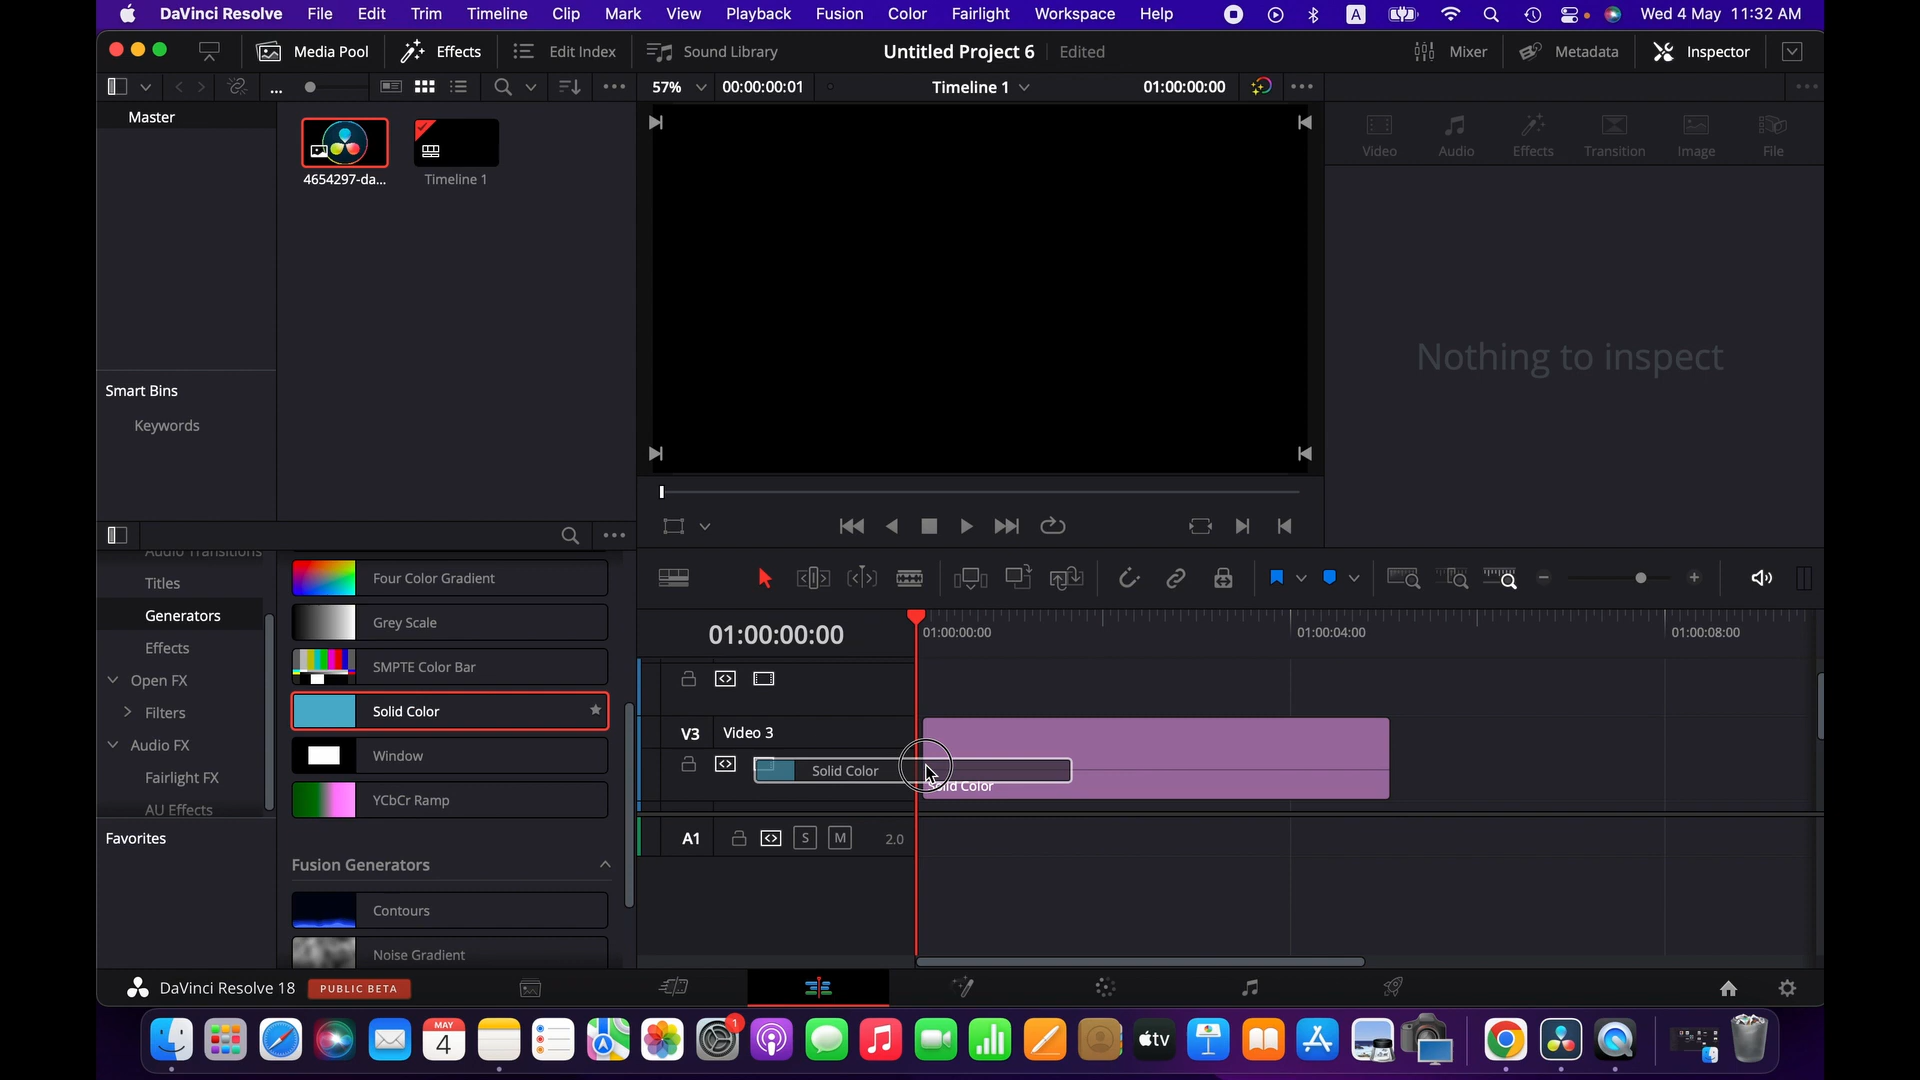 DaVinci Resolve File Edit Trim Timeline Clip Mark View Playback Fusion Color Fairlight Workspace Help A Wed 4 May 11:32 AM
Media Pool Effects Edit Index Sound Library Untitled Project 6 Edited Mixer Metadata Inspector
57% 00:00:00:01 Timeline 1 01:00:00:00
Master
4654297-da...
Timeline 1
Video Audio Effects Transition Image File
Nothing to inspect
Smart Bins
Keywords
Audio Transitions
Titles
Generators
Effects
Open FX
Filters
Audio FX
Fairlight FX
AU Effects
Favorites
Four Color Gradient
Grey Scale
SMPTE Color Bar
Solid Color
Window
YCbCr Ramp
Fusion Generators
Contours
Noise Gradient
01:00:00:00
01:00:00:00 01:00:04:00 01:00:08:00
V3 Video 3
Solid Color
Solid Color
A1 S M 2.0
DaVinci Resolve 18 PUBLIC BETA
MAY
4
1
tv